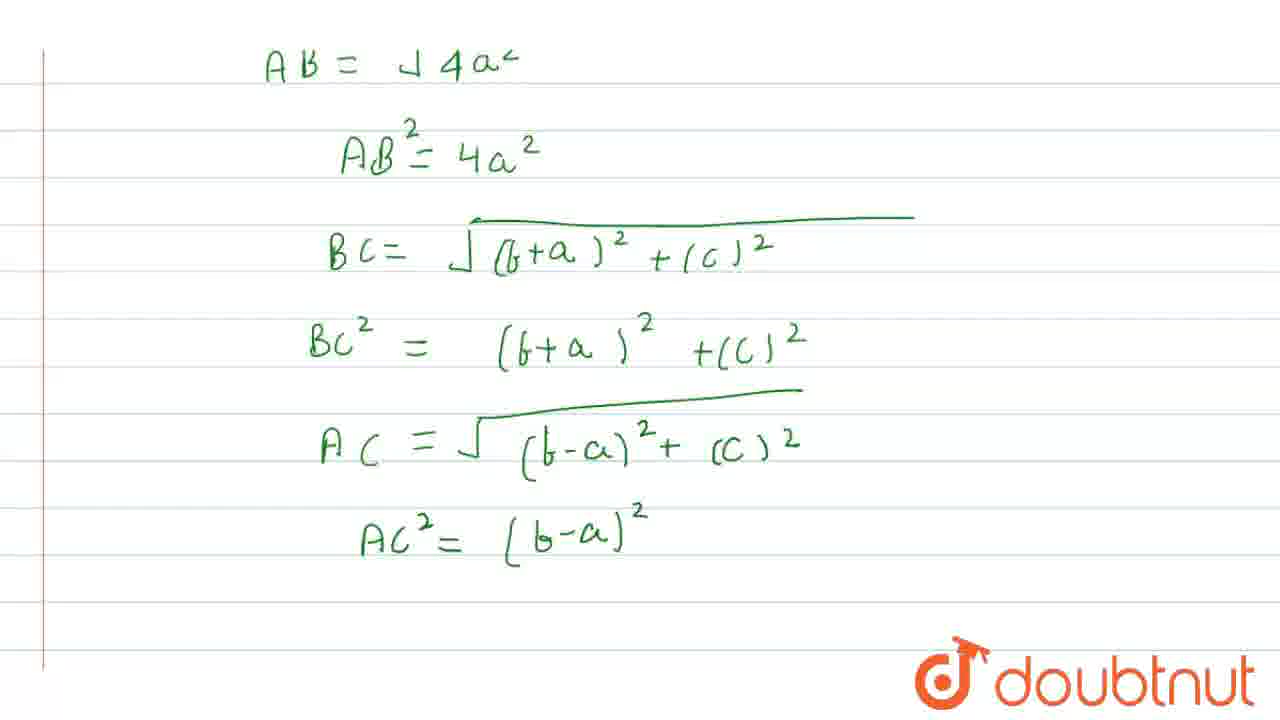 AB = √4a²
AB² = 4a²
BC = √(b+a)² + (c)²
BC² = (b+a)² + (c)²
AC = √(b-a)² + (c)²
AC² = (b-a)²
doubtnut